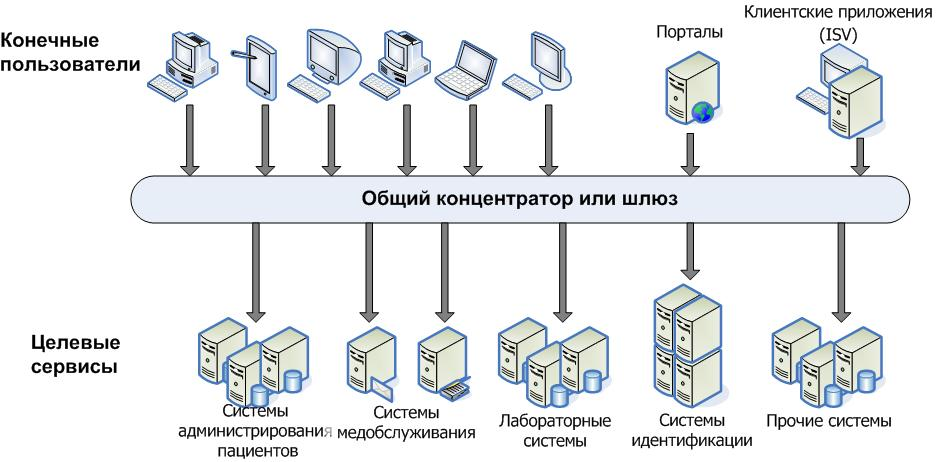 Конечные
пользователи
Порталы
Клиентские приложения
(ISV)
Общий концентратор или шлюз
Целевые
сервисы
Системы
администрирования
пациентов
Системы
медобслуживания
Лабораторные
системы
Системы
идентификации
Прочие системы